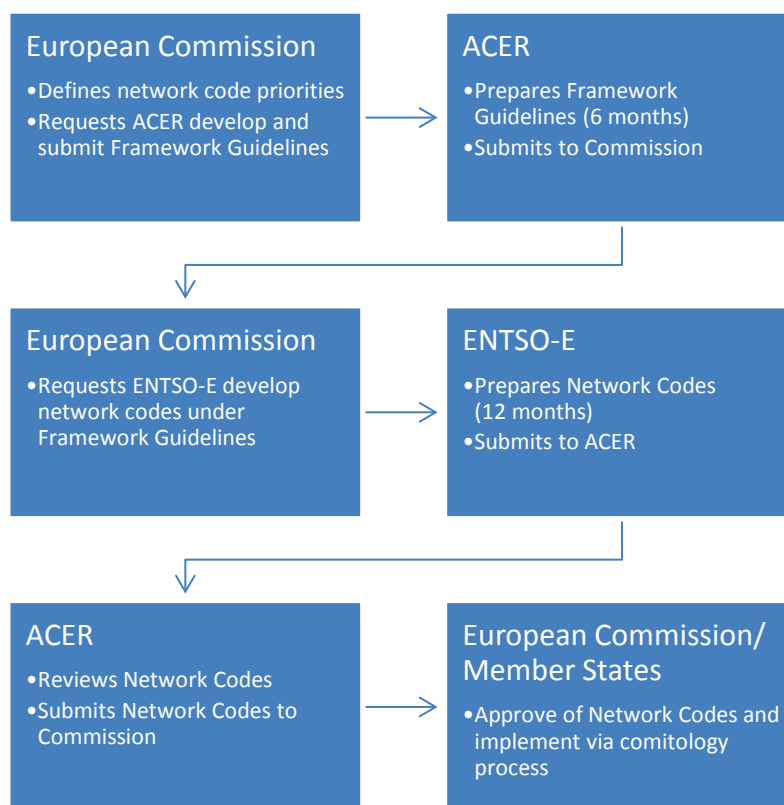 European Commission
•Defines network code priorities
•Requests ACER develop and
submit Framework Guidelines
ACER
•Prepares Framework
Guidelines (6 months)
•Submits to Commission
European Commission
•Requests ENTSO-E develop
network codes under
Framework Guidelines
ENTSO-E
•Prepares Network Codes
(12 months)
•Submits to ACER
ACER
•Reviews Network Codes
•Submits Network Codes to
Commission
European Commission/
Member States
•Approve of Network Codes and
implement via comitology
process